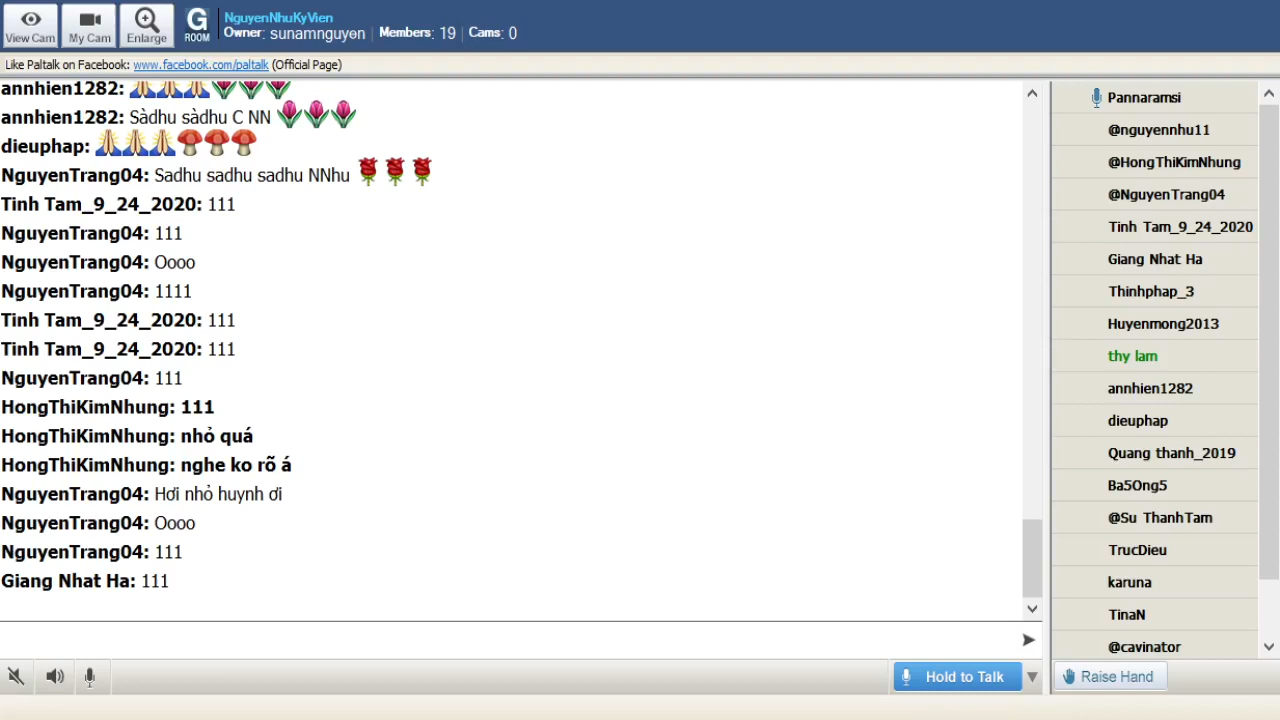 View Cam
My Cam
Enlarge
G
ROOM
NguyenNhuKyVien
Owner: sunamnguyen | Members: 19 | Cams: 0
Like Paltalk on Facebook: www.facebook.com/paltalk (Official Page)
annhien1282:
annhien1282: Sàdhu sàdhu C NN
dieuphap:
NguyenTrang04: Sadhu sadhu sadhu NNhu
Tinh Tam_9_24_2020: 111
NguyenTrang04: 111
NguyenTrang04: Oooo
NguyenTrang04: 1111
Tinh Tam_9_24_2020: 111
Tinh Tam_9_24_2020: 111
NguyenTrang04: 111
HongThiKimNhung: 111
HongThiKimNhung: nhỏ quá
HongThiKimNhung: nghe ko rõ á
NguyenTrang04: Hơi nhỏ huynh ơi
NguyenTrang04: Oooo
NguyenTrang04: 111
Giang Nhat Ha: 111
Pannaramsi
@nguyennhu11
@HongThiKimNhung
@NguyenTrang04
Tinh Tam_9_24_2020
Giang Nhat Ha
Thinhphap_3
Huyenmong2013
thy lam
annhien1282
dieuphap
Quang thanh_2019
Ba5Ong5
@Su ThanhTam
TrucDieu
karuna
TinaN
@cavinator
Hold to Talk
Raise Hand